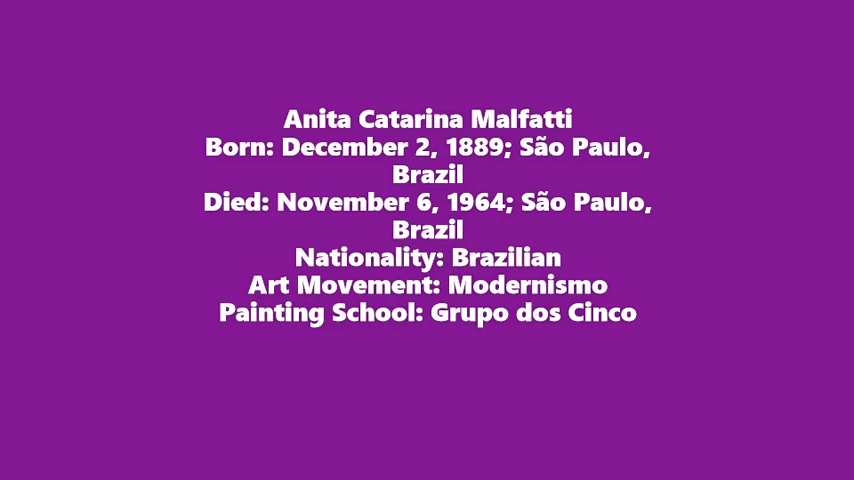 Anita Catarina Malfatti
Born: December 2, 1889; São Paulo,
Brazil
Died: November 6, 1964; São Paulo,
Brazil
Nationality: Brazilian
Art Movement: Modernismo
Painting School: Grupo dos Cinco